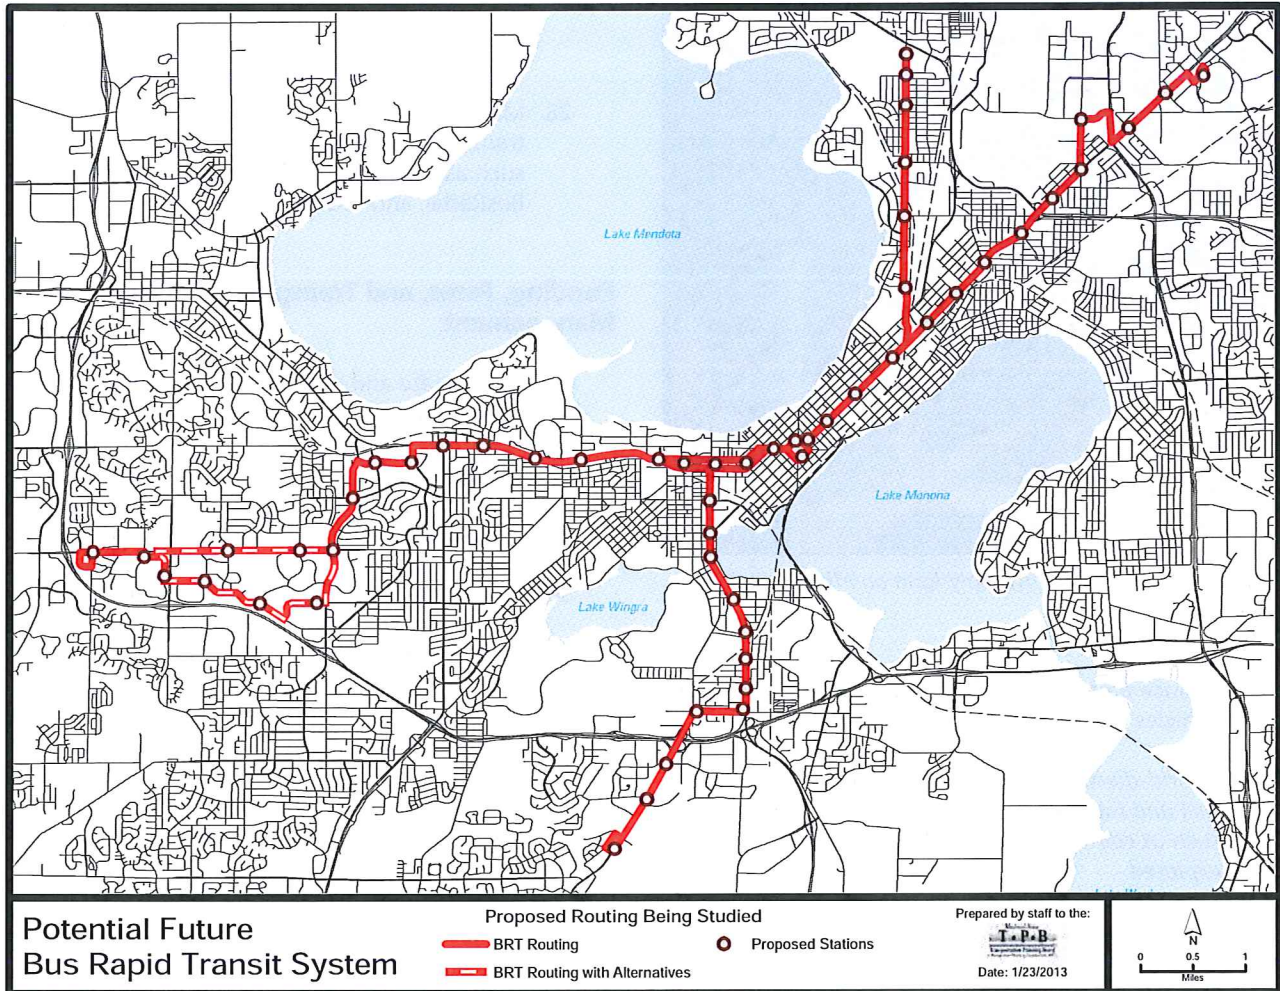 Lake Mendota
Lake Monona
Lake Wingra
Potential Future
Bus Rapid Transit System
Proposed Routing Being Studied
BRT Routing
Proposed Stations
BRT Routing with Alternatives
Prepared by staff to the:
T P B
Date: 1/23/2013
N
0 0.5 1
Miles